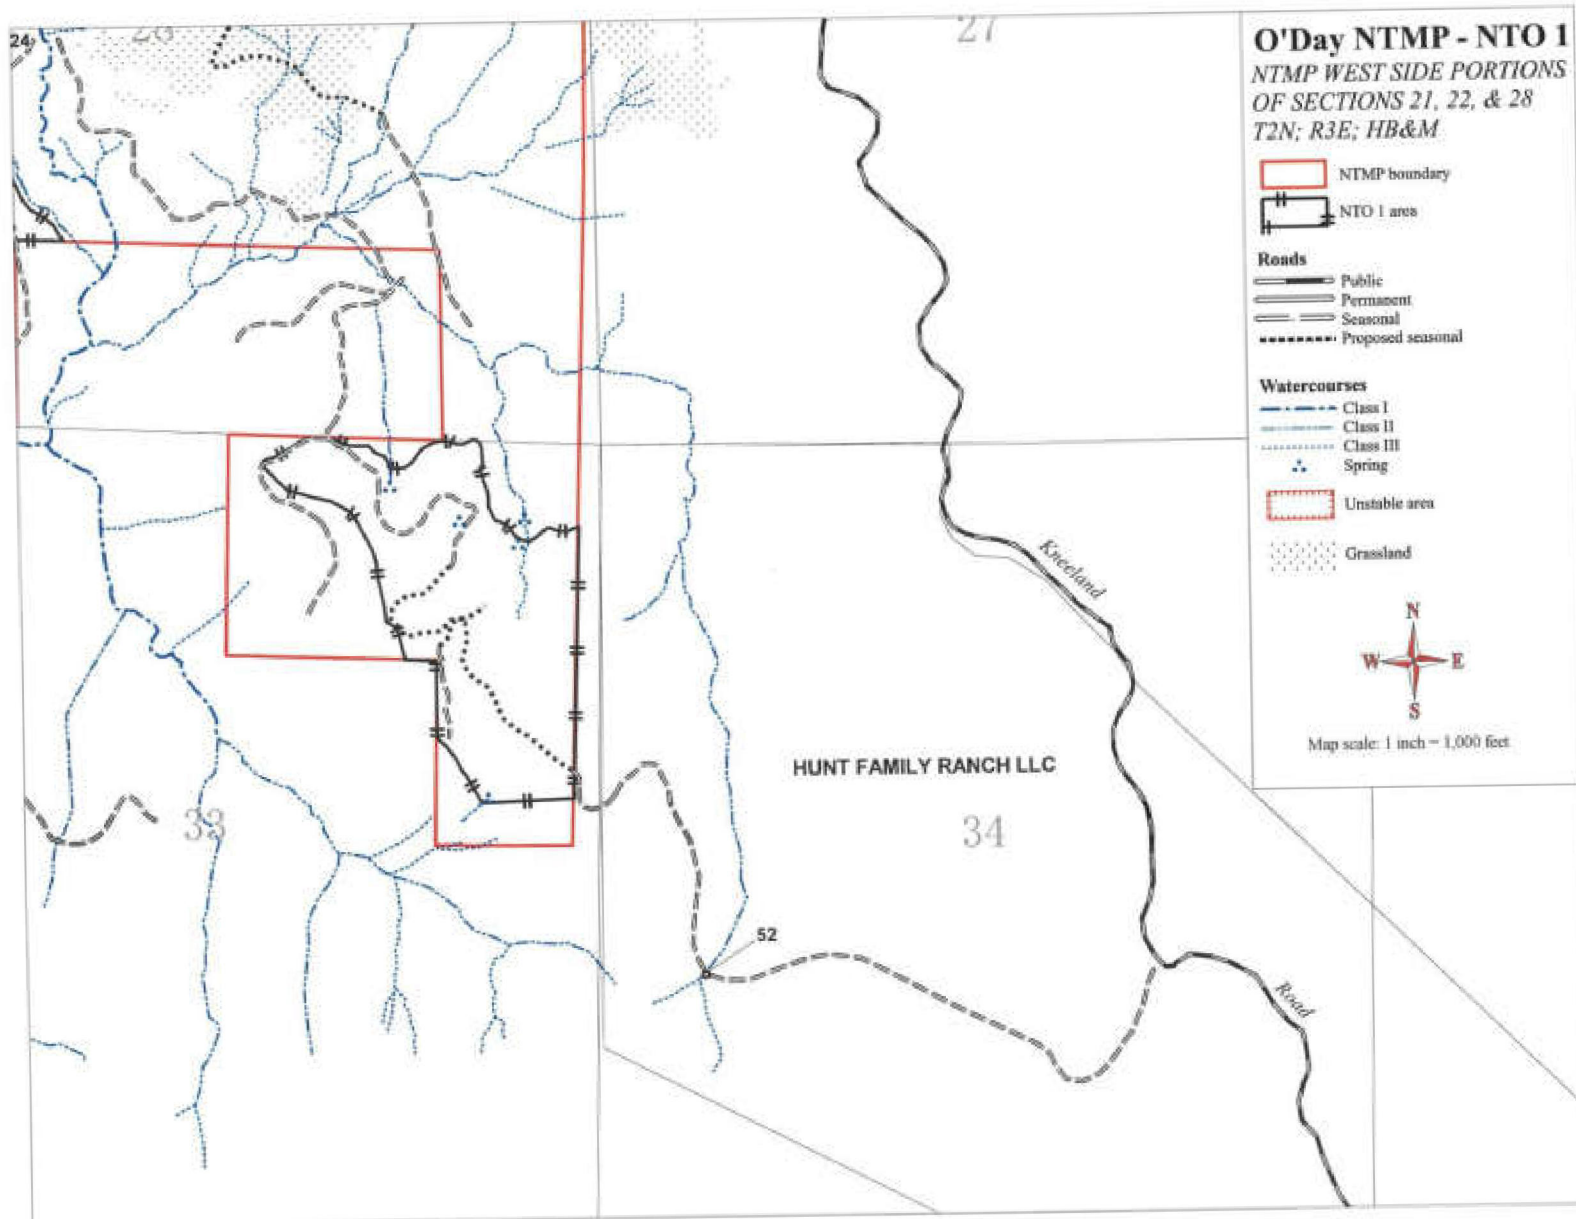 24
28
27
O'Day NTMP - NTO 1
NTMP WEST SIDE PORTIONS
OF SECTIONS 21, 22, & 28
T2N; R3E; HB&M
NTMP boundary
NTO 1 area
Roads
Public
Permanent
Seasonal
Proposed seasonal
Watercourses
Class I
Class II
Class III
Spring
Unstable area
Grassland
N
W E
S
Map scale: 1 inch = 1,000 feet
Kneeland
HUNT FAMILY RANCH LLC
33
34
52
Road